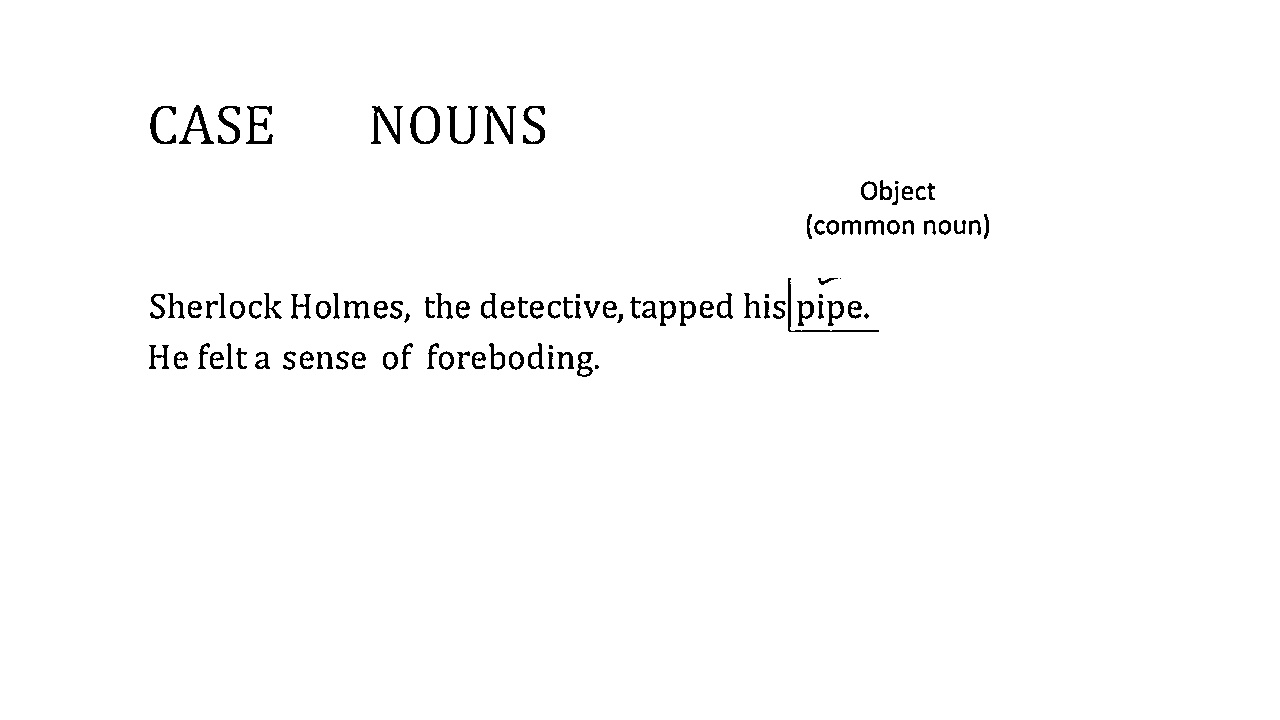 CASE NOUNS
Object
(common noun)
Sherlock Holmes, the detective, tapped his pipe.
He felt a sense of foreboding.